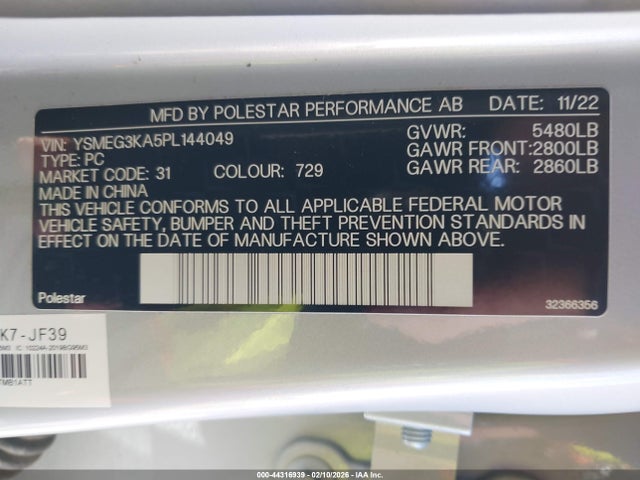 MFD BY POLESTAR PERFORMANCE AB DATE: 11/22
VIN: YSMEG3KA5PL144049 GVWR: 5480LB
TYPE: PC GAWR FRONT:2800LB
MARKET CODE: 31 COLOUR: 729 GAWR REAR: 2860LB
MADE IN CHINA
THIS VEHICLE CONFORMS TO ALL APPLICABLE FEDERAL MOTOR
VEHICLE SAFETY, BUMPER AND THEFT PREVENTION STANDARDS IN
EFFECT ON THE DATE OF MANUFACTURE SHOWN ABOVE.
Polestar 32366356
K7-JF39
TMB1ATT
000-44316939 - 02/10/2026 - IAAI, Inc.